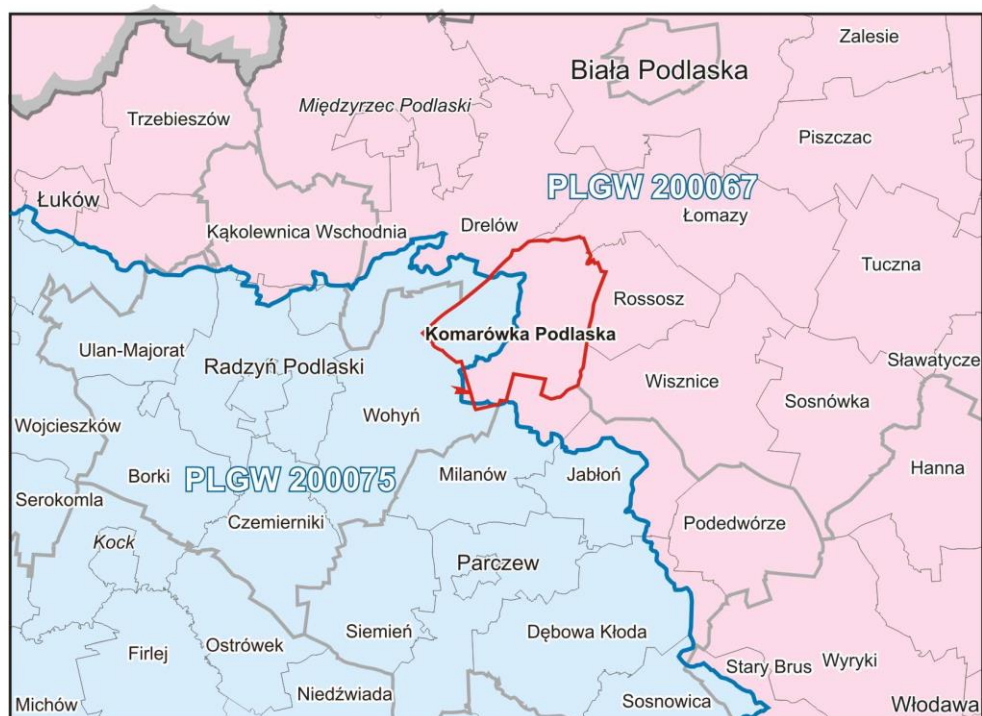 Zalesie
Biała Podlaska
Międzyrzec Podlaski
Trzebieszów
Piszczac
PLGW 200067
Łuków
Łomazy
Kąkolewnica Wschodnia
Drelów
Tuczna
Rossosz
Komarówka Podlaska
Ulan-Majorat
Radzyń Podlaski
Sławatycze
Wisznice
Sosnówka
Wohyń
Wojcieszków
Hanna
Borki
PLGW 200075
Milanów
Jabłoń
Serokomla
Czemierniki
Podedwórze
Kock
Parczew
Siemień
Dębowa Kłoda
Ostrówek
Firlej
Stary Brus
Wyryki
Niedźwiada
Sosnowica
Michów
Włodawa